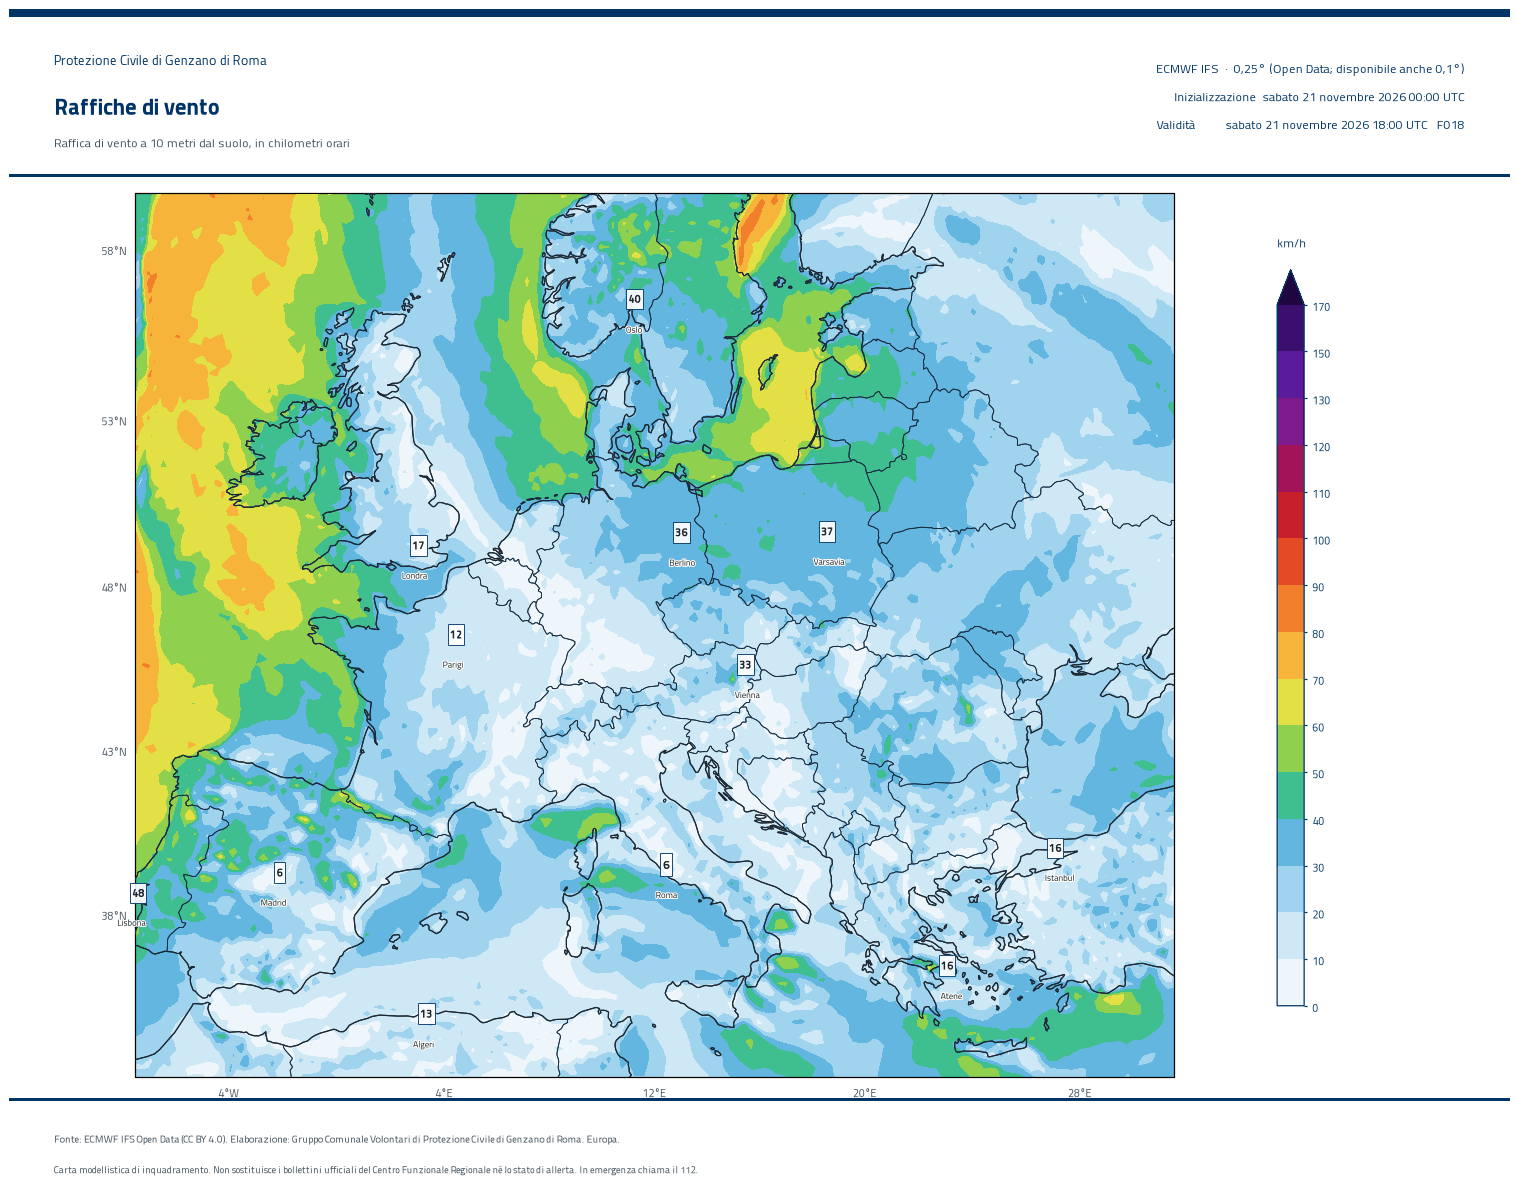 Protezione Civile di Genzano di Roma
Raffiche di vento
Raffica di vento a 10 metri dal suolo, in chilometri orari
ECMWF IFS · 0,25° (Open Data; disponibile anche 0,1°)
Inizializzazione sabato 21 novembre 2026 00:00 UTC
Validità sabato 21 novembre 2026 18:00 UTC F018
58°N
53°N
48°N
43°N
38°N
4°W
4°E
12°E
20°E
28°E
40
Oslo
17
Londra
36
Berlino
37
Varsavia
12
Parigi
33
Vienna
6
Madrid
48
Lisbona
6
Roma
16
Istanbul
16
Atene
13
Algeri
km/h
170
150
130
120
110
100
90
80
70
60
50
40
30
20
10
0
Fonte: ECMWF IFS Open Data (CC BY 4.0). Elaborazione: Gruppo Comunale Volontari di Protezione Civile di Genzano di Roma. Europa.
Carta modellistica di inquadramento. Non sostituisce i bollettini ufficiali del Centro Funzionale Regionale né lo stato di allerta. In emergenza chiama il 112.